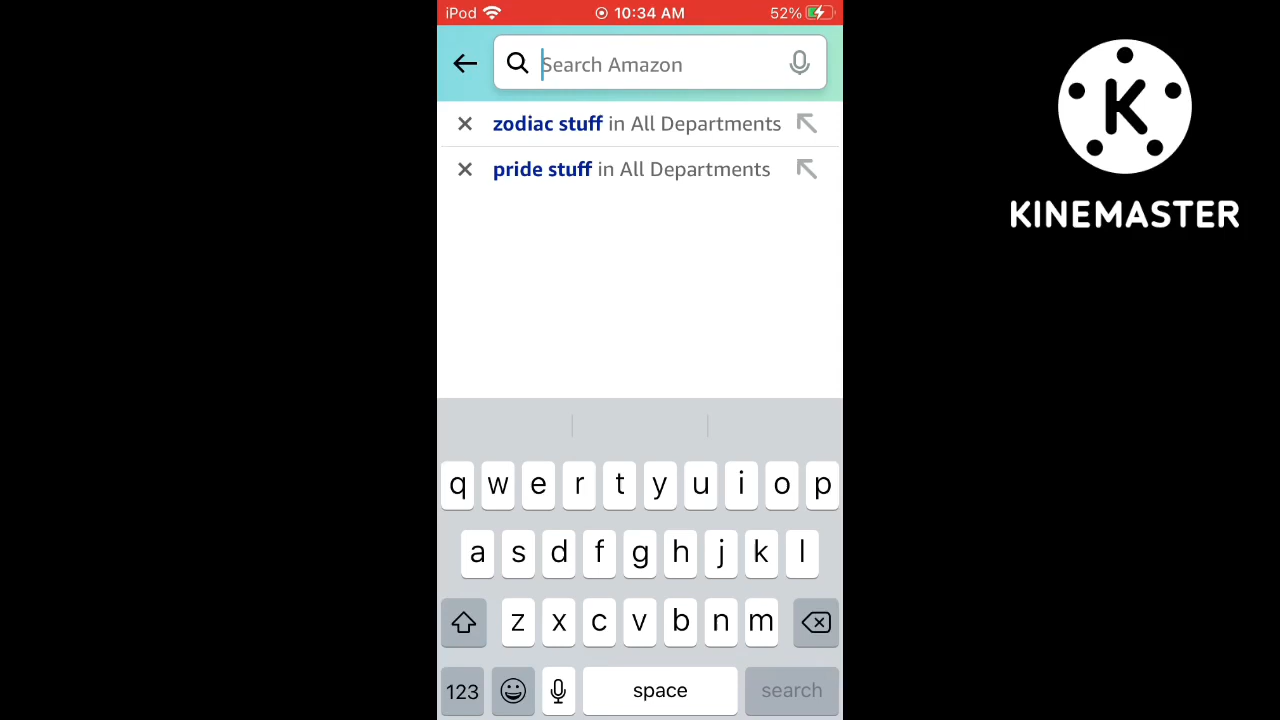 iPod 10:34 AM 52%
Search Amazon
zodiac stuff in All Departments
pride stuff in All Departments
q w e r t y u i o p
a s d f g h j k l
z x c v b n m
123 space search
K
KINEMASTER